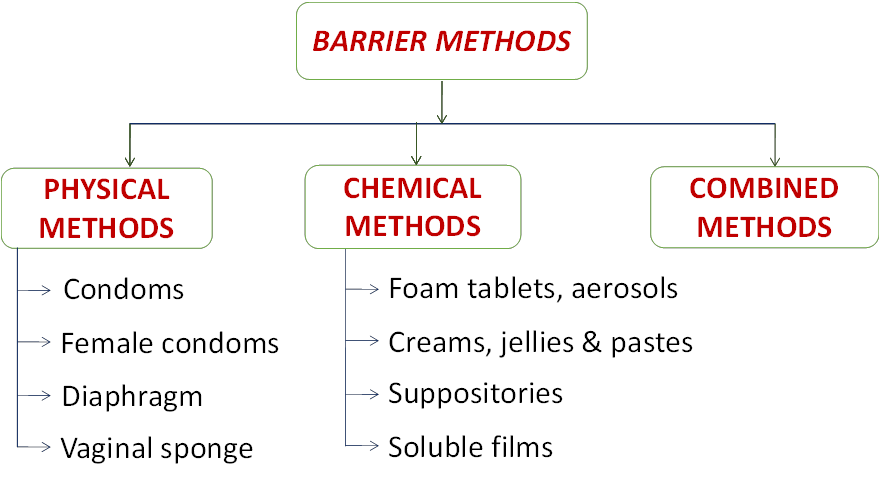 BARRIER METHODS
PHYSICAL
METHODS
CHEMICAL
METHODS
COMBINED
METHODS
Condoms
Female condoms
Diaphragm
Vaginal sponge
Foam tablets, aerosols
Creams, jellies & pastes
Suppositories
Soluble films